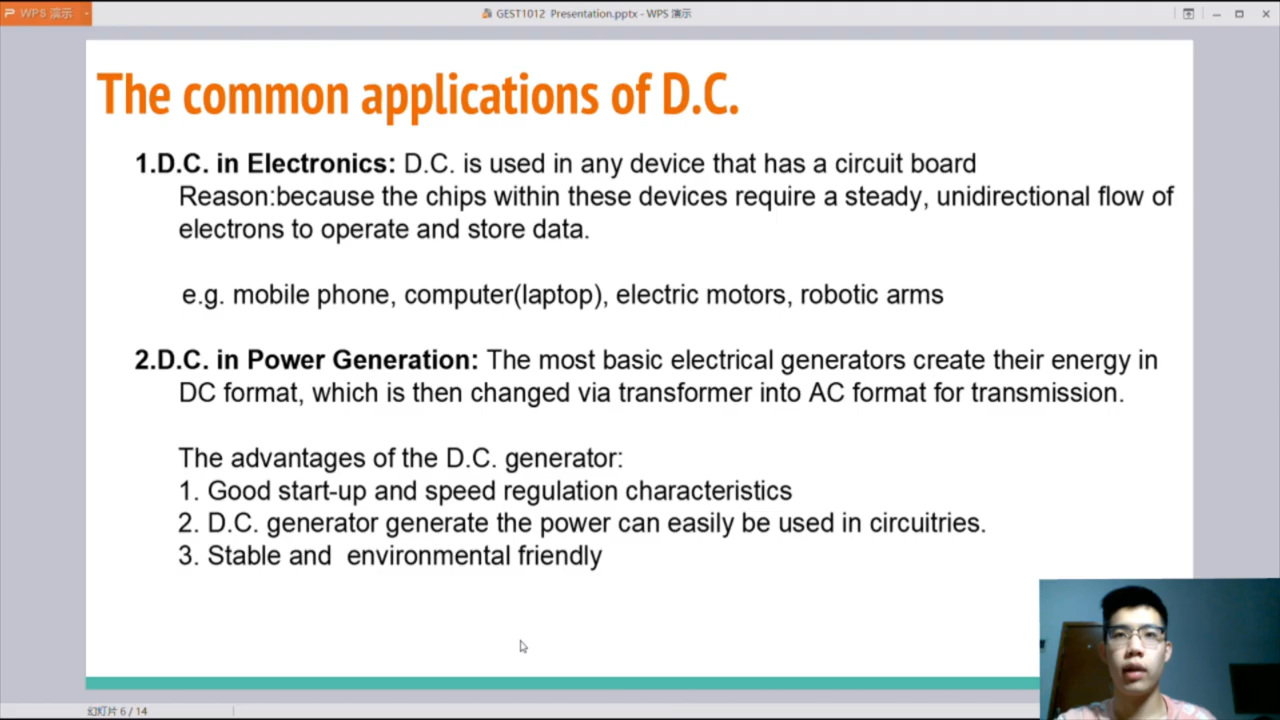 WPS 演示
GEST1012 Presentation.pptx - WPS 演示
The common applications of D.C.
1.D.C. in Electronics: D.C. is used in any device that has a circuit board
Reason:because the chips within these devices require a steady, unidirectional flow of
electrons to operate and store data.
e.g. mobile phone, computer(laptop), electric motors, robotic arms
2.D.C. in Power Generation: The most basic electrical generators create their energy in
DC format, which is then changed via transformer into AC format for transmission.
The advantages of the D.C. generator:
1. Good start-up and speed regulation characteristics
2. D.C. generator generate the power can easily be used in circuitries.
3. Stable and environmental friendly
幻灯片 6 / 14